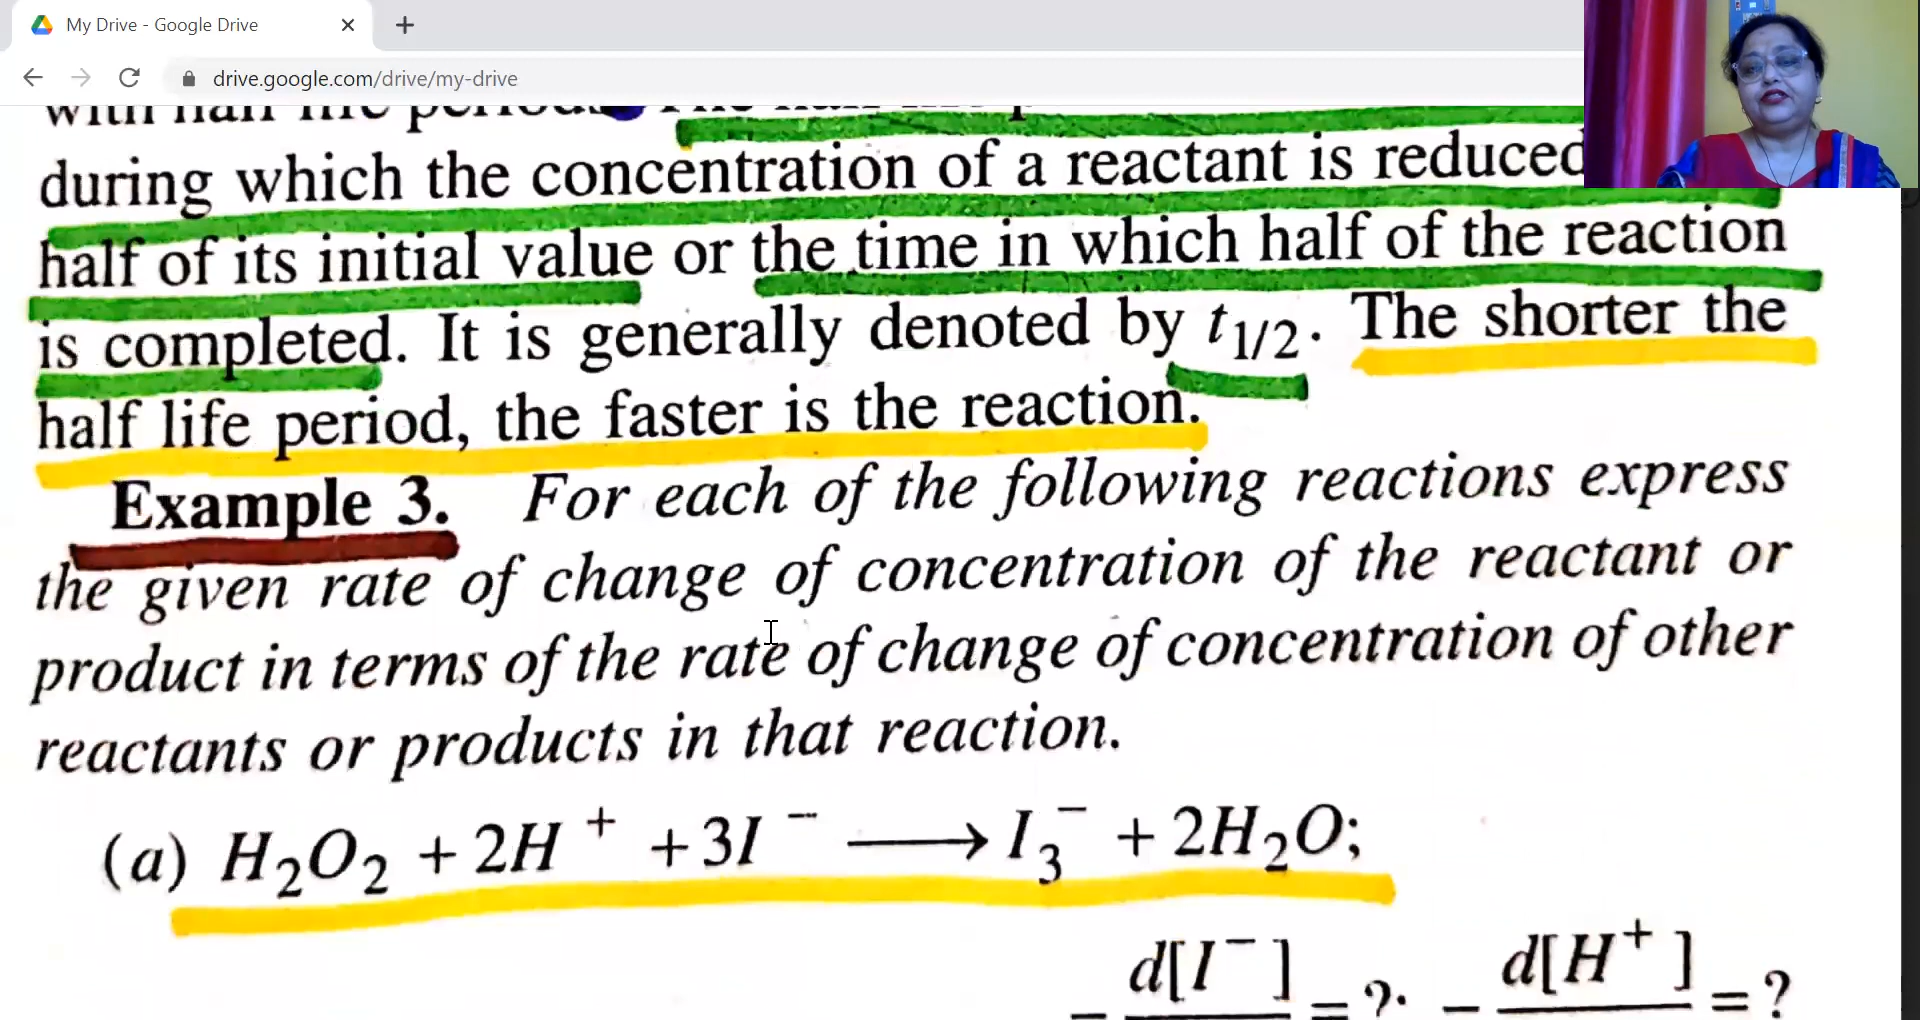 My Drive - Google Drive
drive.google.com/drive/my-drive
during which the concentration of a reactant is reduced
half of its initial value or the time in which half of the reaction
is completed. It is generally denoted by t1/2. The shorter the
half life period, the faster is the reaction.
Example 3. For each of the following reactions express
the given rate of change of concentration of the reactant or
product in terms of the rate of change of concentration of other
reactants or products in that reaction.
(a) H2O2 + 2H+ + 3I− ⟶ I3− + 2H2O;
− d[I−] = ?. − d[H+] = ?